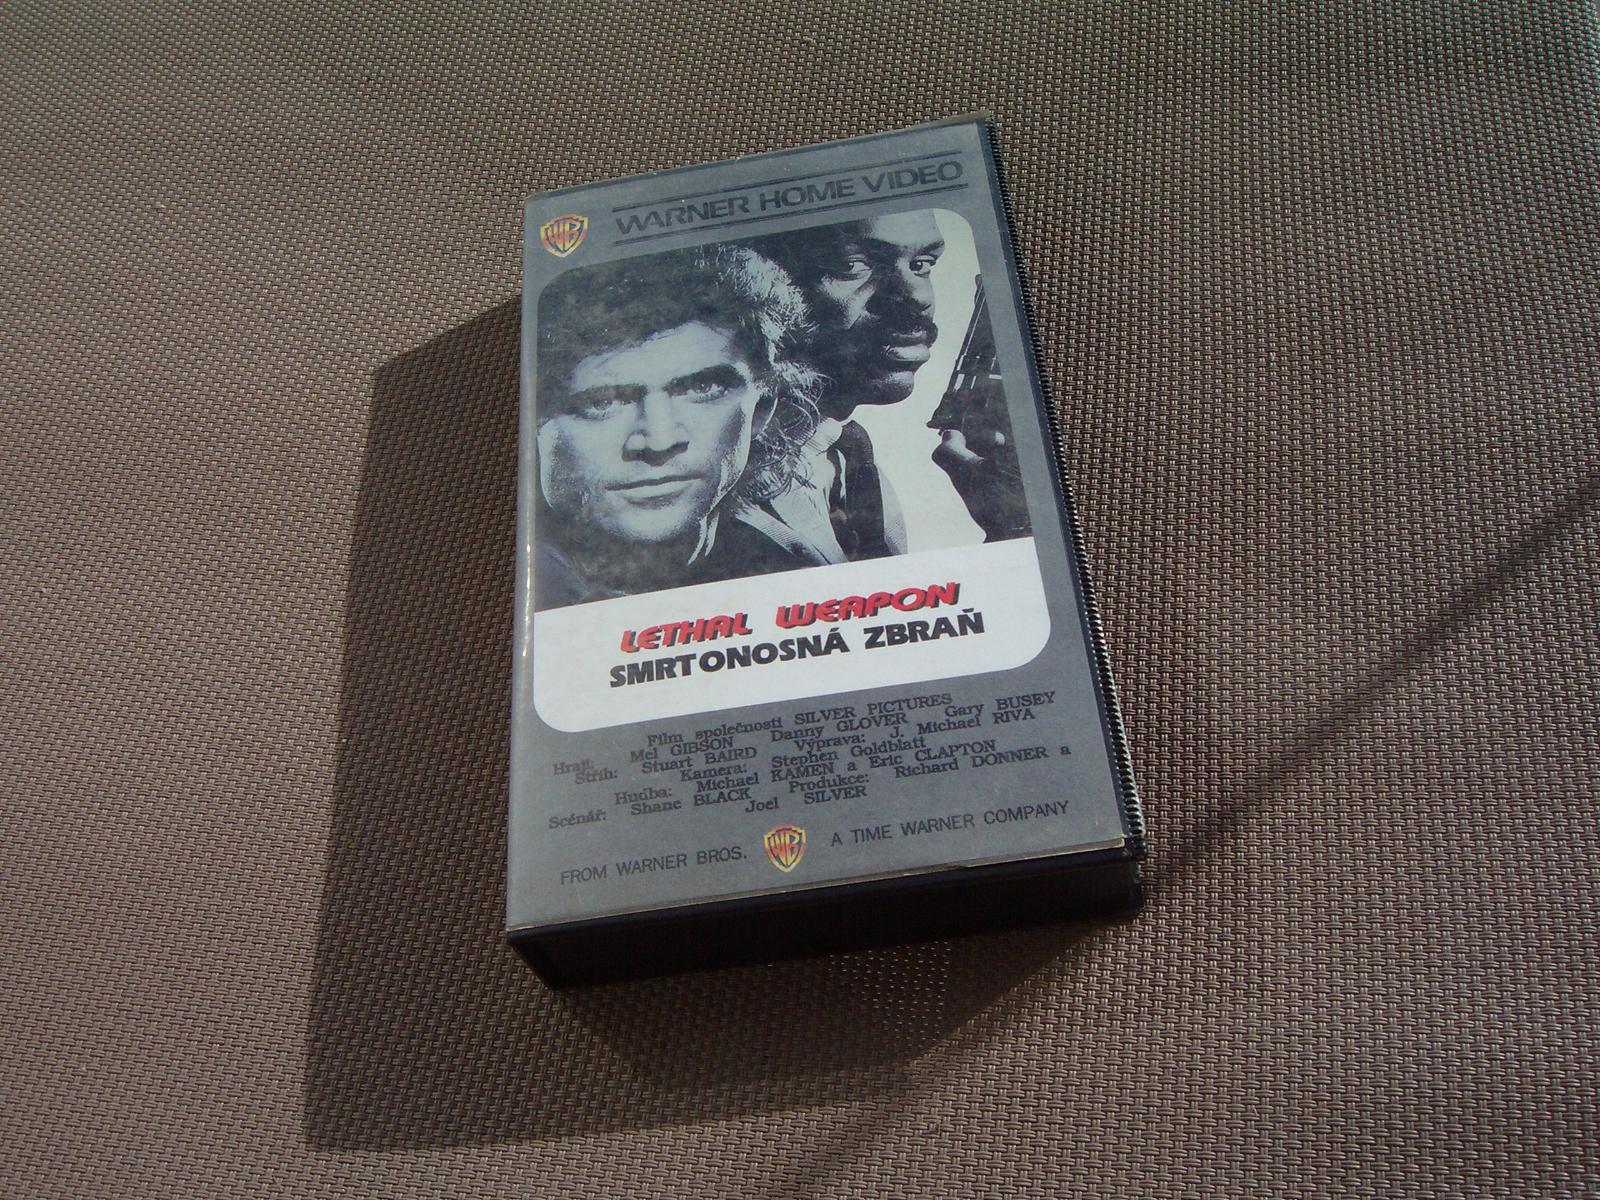 WB
WARNER HOME VIDEO
LETHAL WEAPON
SMRTONOSNÁ ZBRAŇ
Film společnosti SILVER PICTURES
Hrají: Mel GIBSON Danny GLOVER Gary BUSEY
Střih: Stuart BAIRD Výprava: J. Michael RIVA
Kamera: Stephen Goldblatt
Hudba: Michael KAMEN a Eric CLAPTON
Scénář: Shane BLACK Produkce: Richard DONNER a
Joel SILVER
FROM WARNER BROS. WB A TIME WARNER COMPANY